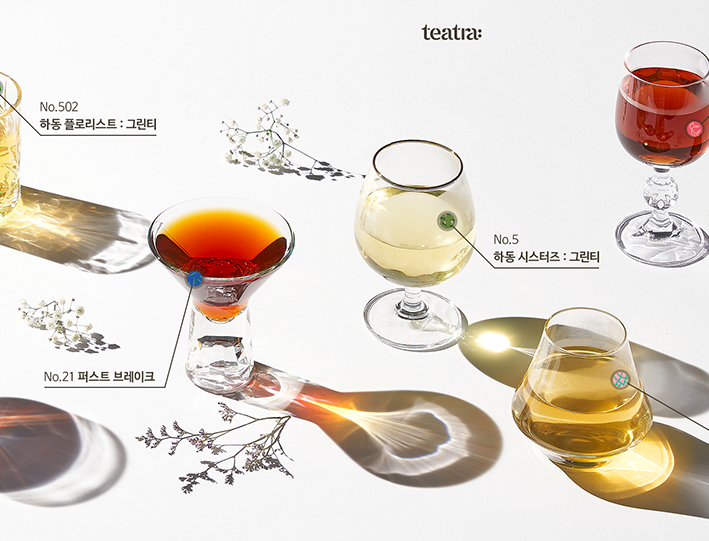 teatra:
No.502
하동 플로리스트 : 그린티
No.5
하동 시스터즈 : 그린티
No.21 퍼스트 브레이크